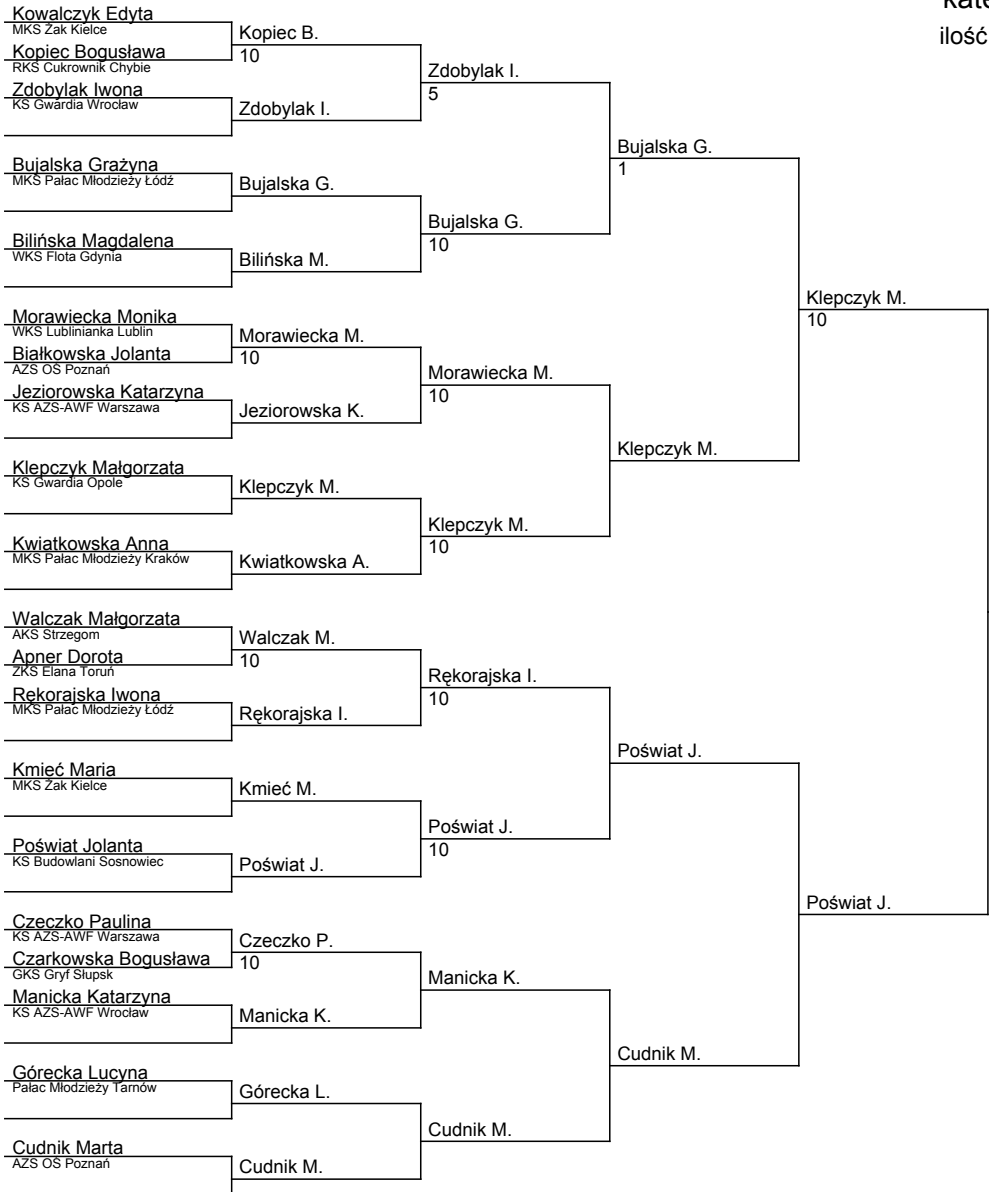 Kowalczyk Edyta
MKS Żak Kielce
Kopiec Bogusława
RKS Cukrownik Chybie
Zdobylak Iwona
KS Gwardia Wrocław
Bujalska Grażyna
MKS Pałac Młodzieży Łódź
Bilińska Magdalena
WKS Flota Gdynia
Morawiecka Monika
WKS Lublinianka Lublin
Białkowska Jolanta
AZS OŚ Poznań
Jeziorowska Katarzyna
KS AZS-AWF Warszawa
Klepczyk Małgorzata
KS Gwardia Opole
Kwiatkowska Anna
MKS Pałac Młodzieży Kraków
Walczak Małgorzata
AKS Strzegom
Apner Dorota
ZKS Elana Toruń
Rękorajska Iwona
MKS Pałac Młodzieży Łódź
Kmieć Maria
MKS Żak Kielce
Poświat Jolanta
KS Budowlani Sosnowiec
Czeczko Paulina
KS AZS-AWF Warszawa
Czarkowska Bogusława
GKS Gryf Słupsk
Manicka Katarzyna
KS AZS-AWF Wrocław
Górecka Lucyna
Pałac Młodzieży Tarnów
Cudnik Marta
AZS OŚ Poznań
Kopiec B.
10
Zdobylak I.
Bujalska G.
Bilińska M.
Morawiecka M.
10
Jeziorowska K.
Klepczyk M.
Kwiatkowska A.
Walczak M.
10
Rękorajska I.
Kmieć M.
Poświat J.
Czeczko P.
10
Manicka K.
Górecka L.
Cudnik M.
Zdobylak I.
5
Bujalska G.
10
Morawiecka M.
10
Klepczyk M.
10
Rękorajska I.
10
Poświat J.
10
Manicka K.
Cudnik M.
Bujalska G.
1
Klepczyk M.
Poświat J.
Cudnik M.
Klepczyk M.
10
Poświat J.
ilość